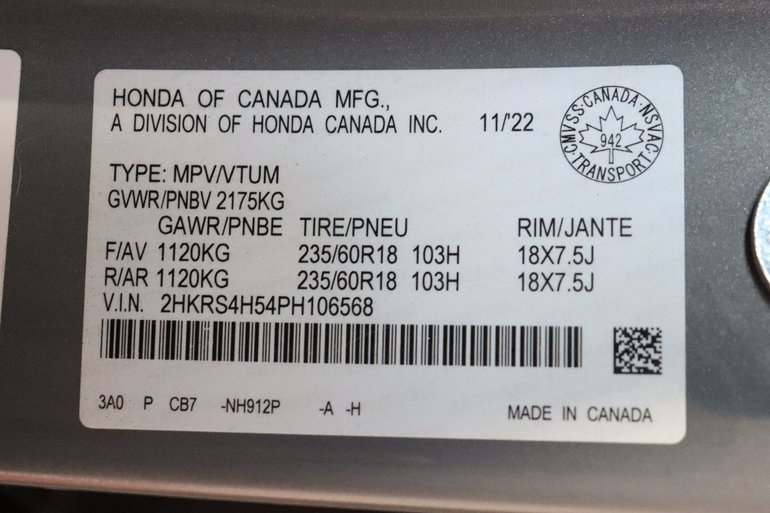 HONDA OF CANADA MFG.,
A DIVISION OF HONDA CANADA INC. 11/'22
CMVSS·CANADA·NSVAC·TRANSPORT·
942
TYPE: MPV/VTUM
GVWR/PNBV 2175KG
GAWR/PNBE TIRE/PNEU RIM/JANTE
F/AV 1120KG 235/60R18 103H 18X7.5J
R/AR 1120KG 235/60R18 103H 18X7.5J
V.I.N. 2HKRS4H54PH106568
3A0 P CB7 -NH912P -A -H MADE IN CANADA